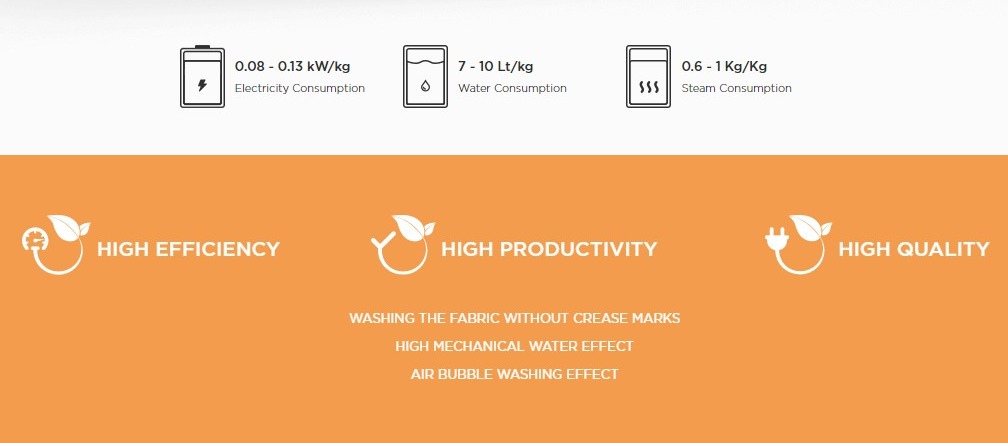 0.08 - 0.13 kW/kg
Electricity Consumption
7 - 10 Lt/kg
Water Consumption
0.6 - 1 Kg/Kg
Steam Consumption
HIGH EFFICIENCY
HIGH PRODUCTIVITY
HIGH QUALITY
WASHING THE FABRIC WITHOUT CREASE MARKS
HIGH MECHANICAL WATER EFFECT
AIR BUBBLE WASHING EFFECT